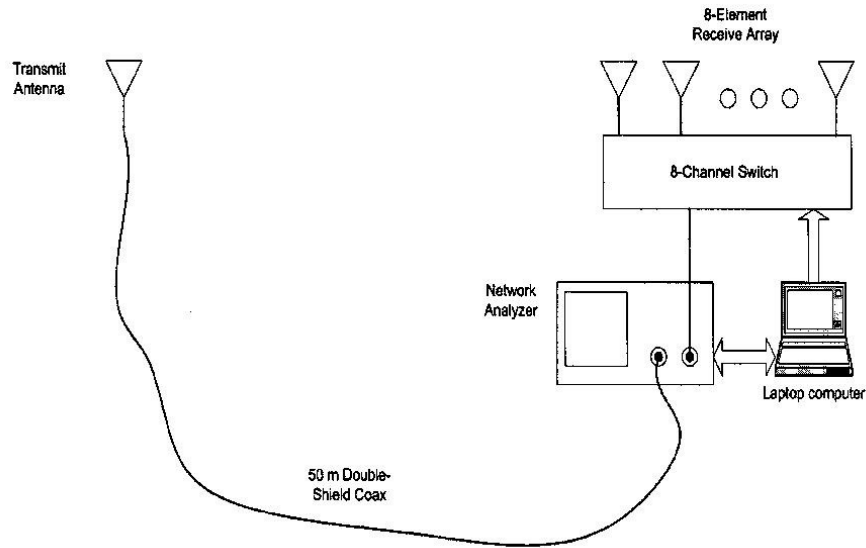 8-Element
Receive Array
Transmit
Antenna
8-Channel Switch
Network
Analyzer
Laptop computer
50 m Double-
Shield Coax